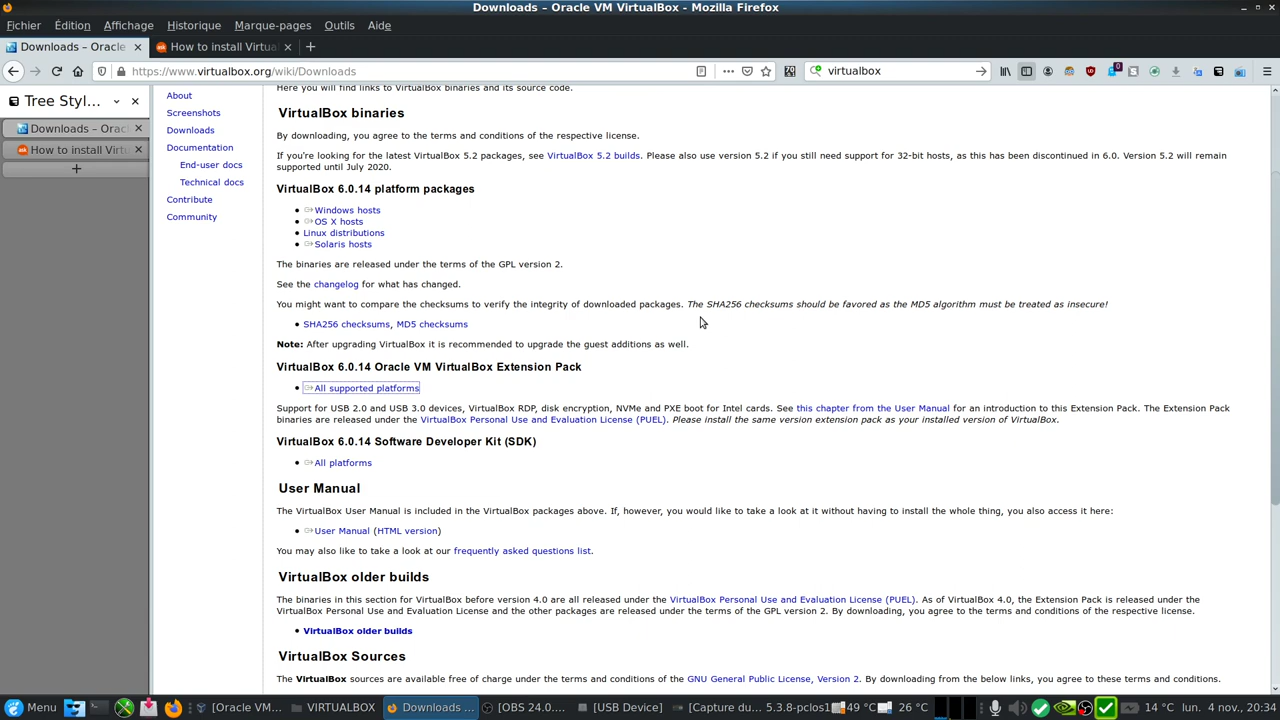 Downloads – Oracle VM VirtualBox - Mozilla Firefox
Fichier Édition Affichage Historique Marque-pages Outils Aide
Downloads – Oracle
How to install Virtua
https://www.virtualbox.org/wiki/Downloads
virtualbox
Tree Styl...
Downloads – Orac
How to install Virtu
About
Screenshots
Downloads
Documentation
End-user docs
Technical docs
Contribute
Community
Here you will find links to VirtualBox binaries and its source code.
VirtualBox binaries
By downloading, you agree to the terms and conditions of the respective license.
If you're looking for the latest VirtualBox 5.2 packages, see VirtualBox 5.2 builds. Please also use version 5.2 if you still need support for 32-bit hosts, as this has been discontinued in 6.0. Version 5.2 will remain
supported until July 2020.
VirtualBox 6.0.14 platform packages
Windows hosts
OS X hosts
Linux distributions
Solaris hosts
The binaries are released under the terms of the GPL version 2.
See the changelog for what has changed.
You might want to compare the checksums to verify the integrity of downloaded packages. The SHA256 checksums should be favored as the MD5 algorithm must be treated as insecure!
SHA256 checksums, MD5 checksums
Note: After upgrading VirtualBox it is recommended to upgrade the guest additions as well.
VirtualBox 6.0.14 Oracle VM VirtualBox Extension Pack
All supported platforms
Support for USB 2.0 and USB 3.0 devices, VirtualBox RDP, disk encryption, NVMe and PXE boot for Intel cards. See this chapter from the User Manual for an introduction to this Extension Pack. The Extension Pack
binaries are released under the VirtualBox Personal Use and Evaluation License (PUEL). Please install the same version extension pack as your installed version of VirtualBox.
VirtualBox 6.0.14 Software Developer Kit (SDK)
All platforms
User Manual
The VirtualBox User Manual is included in the VirtualBox packages above. If, however, you would like to take a look at it without having to install the whole thing, you also access it here:
User Manual (HTML version)
You may also like to take a look at our frequently asked questions list.
VirtualBox older builds
The binaries in this section for VirtualBox before version 4.0 are all released under the VirtualBox Personal Use and Evaluation License (PUEL). As of VirtualBox 4.0, the Extension Pack is released under the
VirtualBox Personal Use and Evaluation License and the other packages are released under the terms of the GPL version 2. By downloading, you agree to the terms and conditions of the respective license.
VirtualBox older builds
VirtualBox Sources
The VirtualBox sources are available free of charge under the terms and conditions of the GNU General Public License, Version 2. By downloading from the below links, you agree to these terms and conditions.
Menu [Oracle VM... VIRTUALBOX Downloads ... [OBS 24.0.... [USB Device] [Capture du... 5.3.8-pclos1 49 °C 26 °C 14 °C lun. 4 nov., 20:34